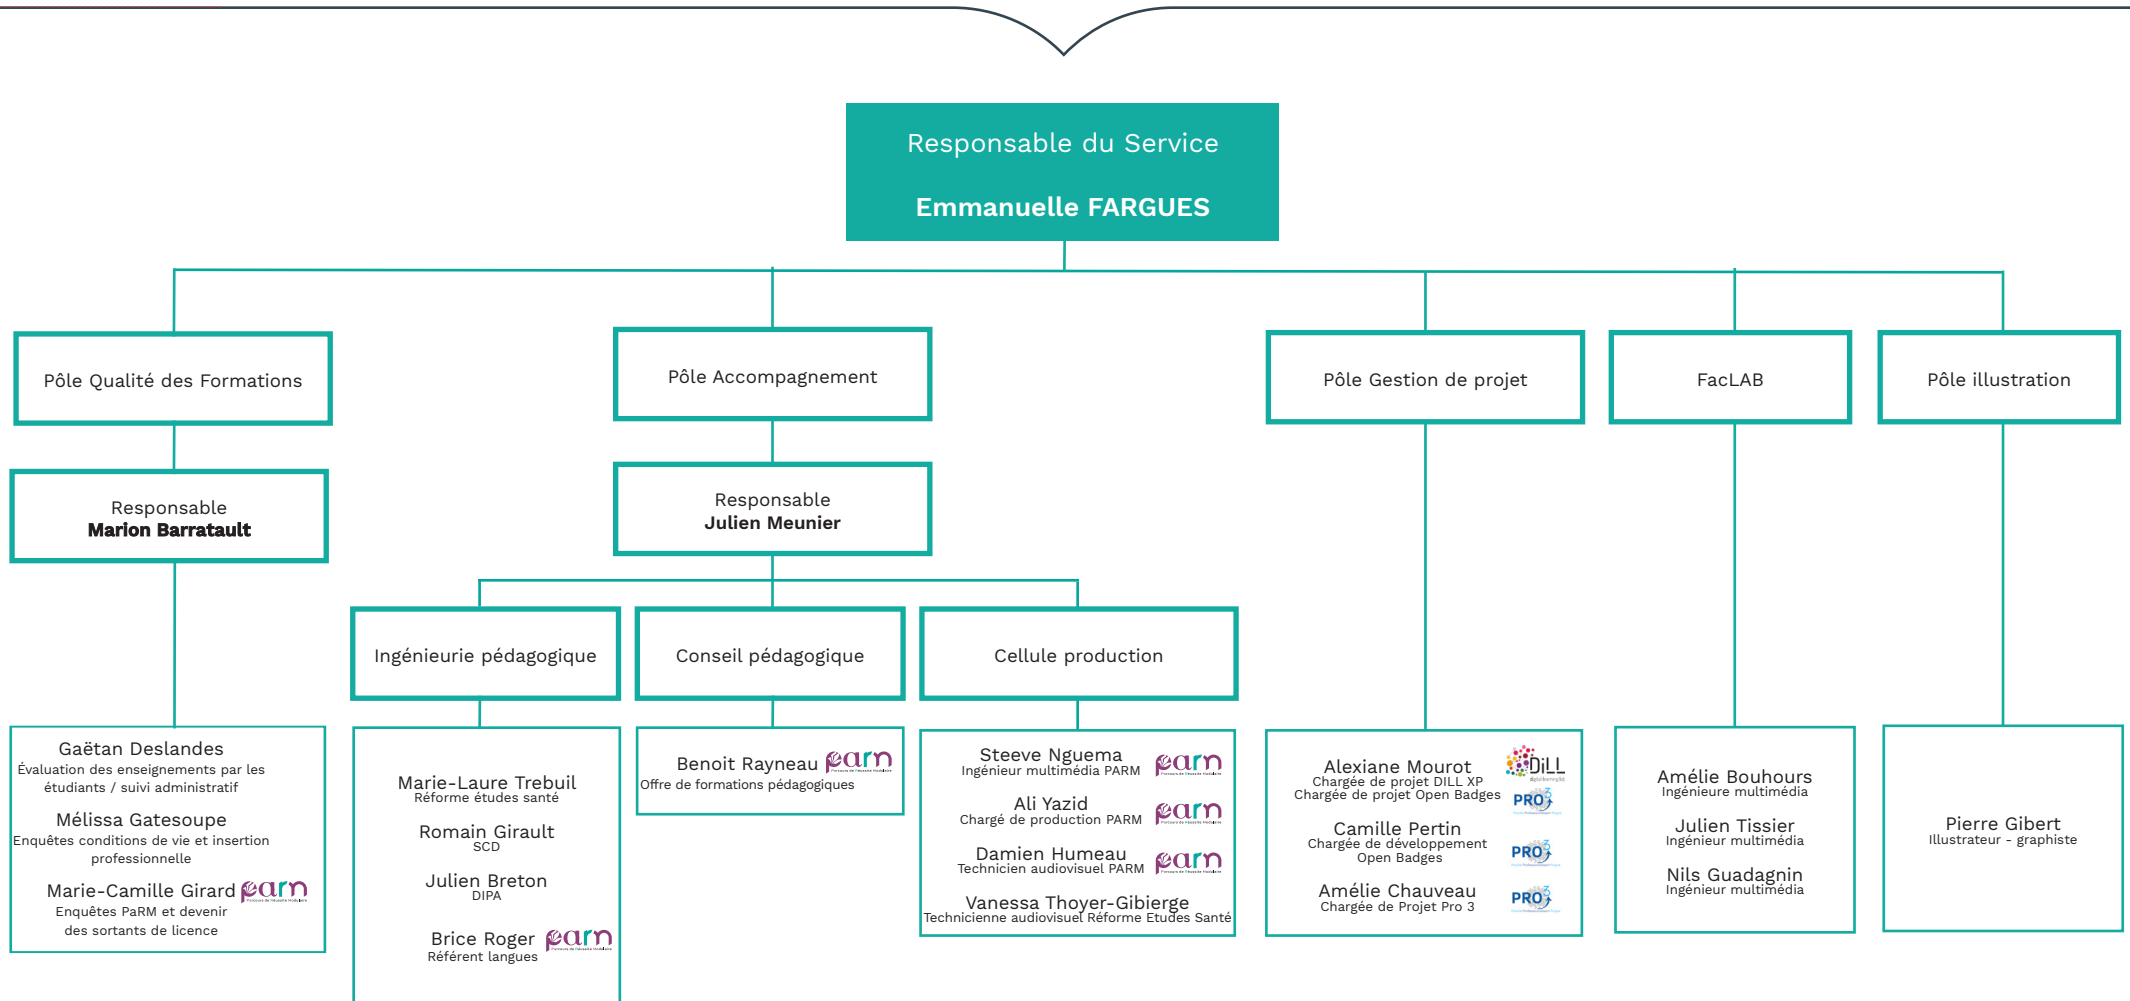 Responsable du Service
Emmanuelle FARGUES
Pôle Qualité des Formations
Responsable
Marion Barratault
Gaëtan Deslandes
Évaluation des enseignements par les
étudiants / suivi administratif
Mélissa Gatesoupe
Enquêtes conditions de vie et insertion
professionnelle
Marie-Camille Girard
Enquêtes PaRM et devenir
des sortants de licence
Pôle Accompagnement
Responsable
Julien Meunier
Ingénieurie pédagogique
Marie-Laure Trebuil
Réforme études santé
Romain Girault
SCD
Julien Breton
DIPA
Brice Roger
Référent langues
Conseil pédagogique
Benoit Rayneau
Offre de formations pédagogiques
Cellule production
Steeve Nguema
Ingénieur multimédia PARM
Ali Yazid
Chargé de production PARM
Damien Humeau
Technicien audiovisuel PARM
Vanessa Thoyer-Gibierge
Technicienne audiovisuel Réforme Etudes Santé
Pôle Gestion de projet
Alexiane Mourot
Chargée de projet DILL XP
Chargée de projet Open Badges
DiLL
PRO3
Camille Pertin
Chargée de développement
Open Badges
PRO3
Amélie Chauveau
Chargée de Projet Pro 3
PRO3
FacLAB
Amélie Bouhours
Ingénieure multimédia
Julien Tissier
Ingénieur multimédia
Nils Guadagnin
Ingénieur multimédia
Pôle illustration
Pierre Gibert
Illustrateur - graphiste